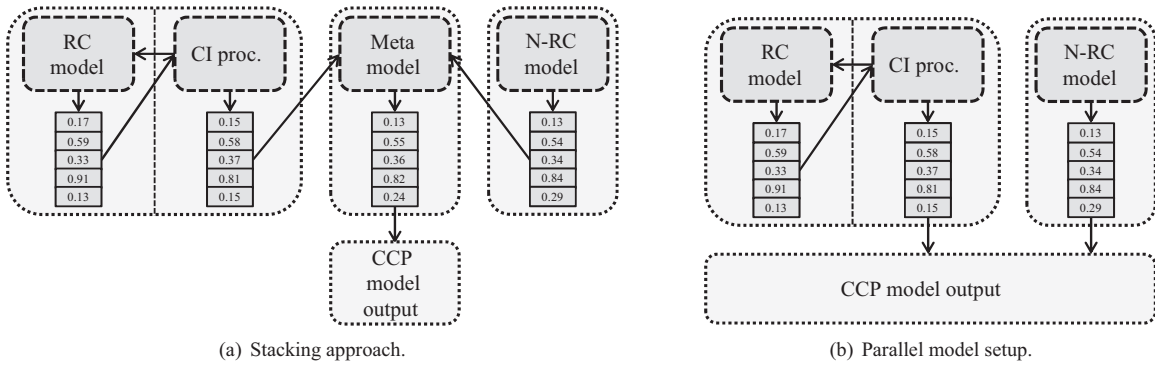 RC
model
CI proc.
Meta
model
N-RC
model
0.17
0.59
0.33
0.91
0.13
0.15
0.58
0.37
0.81
0.15
0.13
0.55
0.36
0.82
0.24
0.13
0.54
0.34
0.84
0.29
CCP
model
output
(a) Stacking approach.
RC
model
CI proc.
N-RC
model
0.17
0.59
0.33
0.91
0.13
0.15
0.58
0.37
0.81
0.15
0.13
0.54
0.34
0.84
0.29
CCP model output
(b) Parallel model setup.